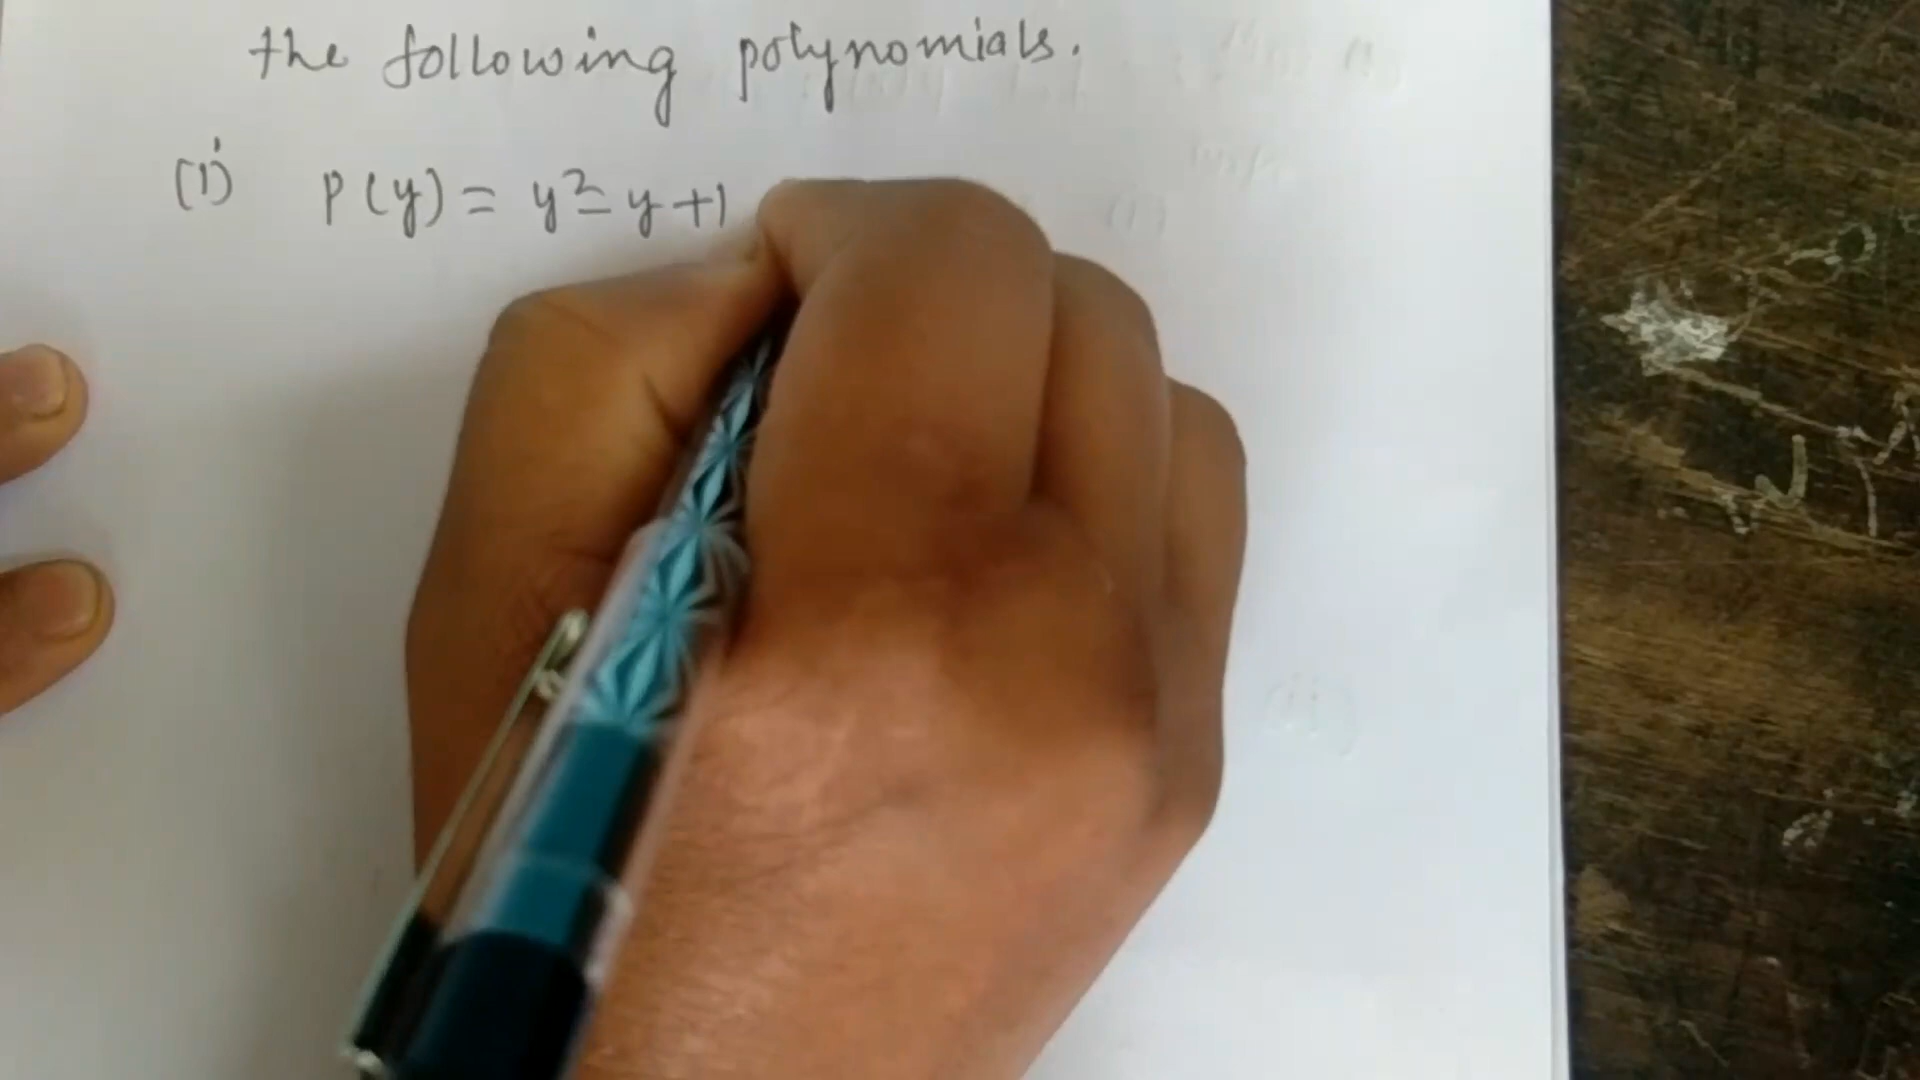 the following polynomials.
(i) P(y) = y² - y + 1